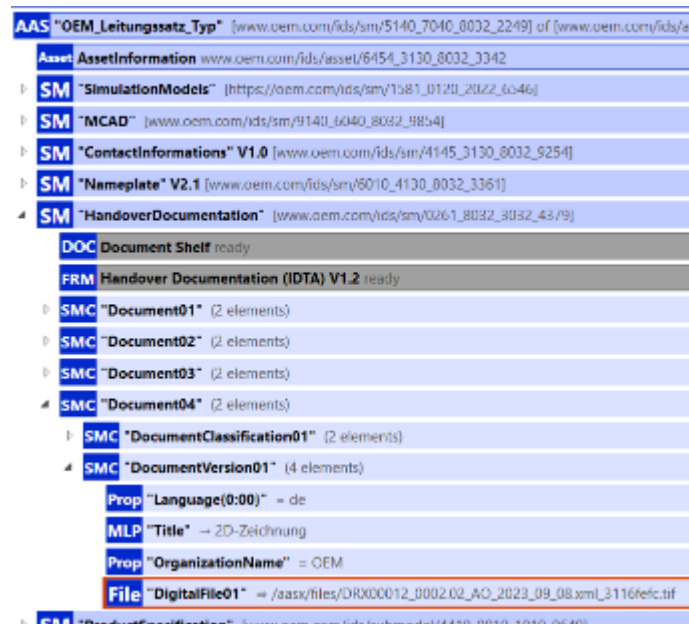 AAS "OEM_Leitungssatz_Typ" [www.oem.com/ids/sm/5140_7040_8032_2249] of [www.oem.com/ids/a
Asset AssetInformation www.oem.com/ids/asset/6454_3130_8032_3342
SM "SimulationModels" [https://oem.com/ids/sm/1581_0120_2022_6546]
SM "MCAD" [www.oem.com/ids/sm/9140_6040_8032_9854]
SM "ContactInformations" V1.0 [www.oem.com/ids/sm/4145_3130_8032_9254]
SM "Nameplate" V2.1 [www.oem.com/ids/sm/6010_4130_8032_3361]
SM "HandoverDocumentation" [www.oem.com/ids/sm/0261_8032_3032_4379]
DOC Document Shelf ready
FRM Handover Documentation (IDTA) V1.2 ready
SMC "Document01" (2 elements)
SMC "Document02" (2 elements)
SMC "Document03" (2 elements)
SMC "Document04" (2 elements)
SMC "DocumentClassification01" (2 elements)
SMC "DocumentVersion01" (4 elements)
Prop "Language(0:00)" = de
MLP "Title" → 2D-Zeichnung
Prop "OrganizationName" = OEM
File "DigitalFile01" ⇒ /aasx/files/DRX00012_0002.02_AO_2023_09_08.xml_3116fefc.tif
SM "ProductSpecification"